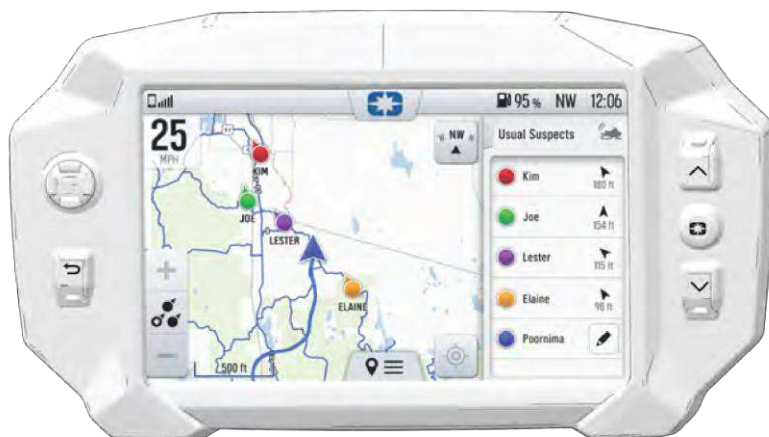 95 % NW 12:06
25
MPH
NW
KIM
JOE
LESTER
ELAINE
500 ft
Usual Suspects
Kim
180 ft
Joe
154 ft
Lester
115 ft
Elaine
98 ft
Poornima